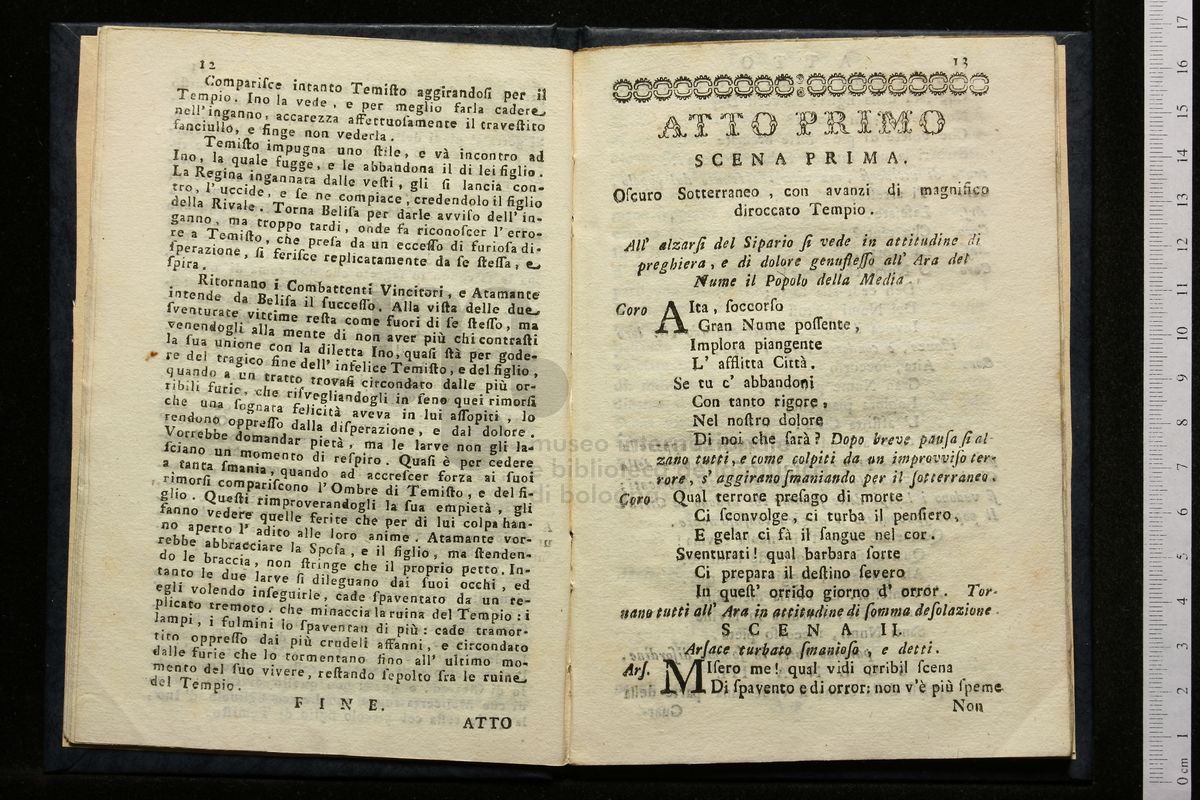 12
Compariſce intanto Temiſto aggirandoſi per il
Tempio. Ino la vede, e per meglio farla cadere
nell'inganno, accarezza affettuoſamente il traveſtito
fanciullo, e finge non vederla.
Temiſto impugna uno ſtile, e và incontro ad
Ino, la quale fugge, e le abbandona il di lei figlio.
La Regina ingannata dalle veſti, gli ſi lancia con-
tro, l'uccide, e ſe ne compiace, credendolo il figlio
della Rivale. Torna Beliſa per darle avviſo dell'in-
ganno, ma troppo tardi, onde fa riconoſcer l'erro-
re a Temiſto, che preſa da un ecceſſo di furioſa di-
ſperazione, ſi feriſce replicatamente da ſe ſteſſa, e
ſpira.
Ritornano i Combattenti Vincitori, e Atamante
intende da Beliſa il ſucceſſo. Alla viſta delle due
ſventurate vittime reſta come fuori di ſe ſteſſo, ma
venendogli alla mente di non aver più chi contraſti
la ſua unione con la diletta Ino, quaſi ſtà per gode-
re del tragico fine dell'infelice Temiſto, e del figlio,
quando a un tratto trovaſi circondato dalle più or-
ribili furie, che riſvegliandogli in ſeno quei rimorſi
che una ſognata felicità aveva in lui aſſopiti, lo
rendono oppreſſo dalla diſperazione, e dal dolore.
Vorrebbe domandar pietà, ma le larve non gli la-
ſciano un momento di reſpiro. Quaſi è per cedere
a tanta ſmania, quando ad accreſcer forza ai ſuoi
rimorſi compariſcono l'Ombre di Temiſto, e del fi-
glio. Queſti rimproverandogli la ſua empietà, gli
fanno vedere quelle ferite che per di lui colpa han-
no aperto l'adito alle loro anime. Atamante vor-
rebbe abbracciare la Spoſa, e il figlio, ma ſtenden-
do le braccia, non ſtringe che il proprio petto. In-
tanto le due larve ſi dileguano dai ſuoi occhi, ed
egli volendo inſeguirle, cade ſpaventato da un re-
plicato tremoto. che minaccia la ruina del Tempio: i
lampi, i fulmini lo ſpaventan di più: cade tramor-
tito oppreſſo dai più crudeli affanni, e circondato
dalle furie che lo tormentano fino all'ultimo mo-
mento del ſuo vivere, reſtando ſepolto fra le ruine
del Tempio.
F I N E.
ATTO
13
ATTO PRIMO
SCENA PRIMA.
Oſcuro Sotterraneo, con avanzi di magnifico
diroccato Tempio.
All' alzarſi del Sipario ſi vede in attitudine di
preghiera, e di dolore genufleſſo all' Ara del
Nume il Popolo della Media.
Coro AIta, ſoccorſo
Gran Nume poſſente,
Implora piangente
L' afflitta Città.
Se tu c' abbandoni
Con tanto rigore,
Nel noſtro dolore
Di noi che ſarà? Dopo breve pauſa ſi al-
zano tutti, e come colpiti da un improvviſo ter-
rore, s' aggirano ſmaniando per il ſotterraneo.
Coro Qual terrore preſago di morte
Ci ſconvolge, ci turba il penſiero,
E gelar ci fà il ſangue nel cor.
Sventurati! qual barbara ſorte
Ci prepara il deſtino ſevero
In queſt' orrido giorno d' orror. Tor-
nano tutti all' Ara in attitudine di ſomma deſolazione.
S C E N A II.
Arſace turbato ſmanioſo, e detti.
Arſ. MIſero me! qual vidi orribil ſcena
Di ſpavento e di orror: non v'è più ſpeme
Non